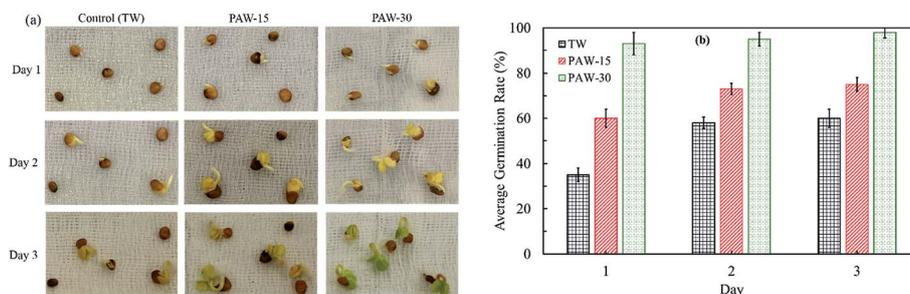 (a)
Control (TW) PAW-15 PAW-30
Day 1
Day 2
Day 3
(b)
TW
PAW-15
PAW-30
Average Germination Rate (%)
100
80
60
40
20
0
1 2 3
Day